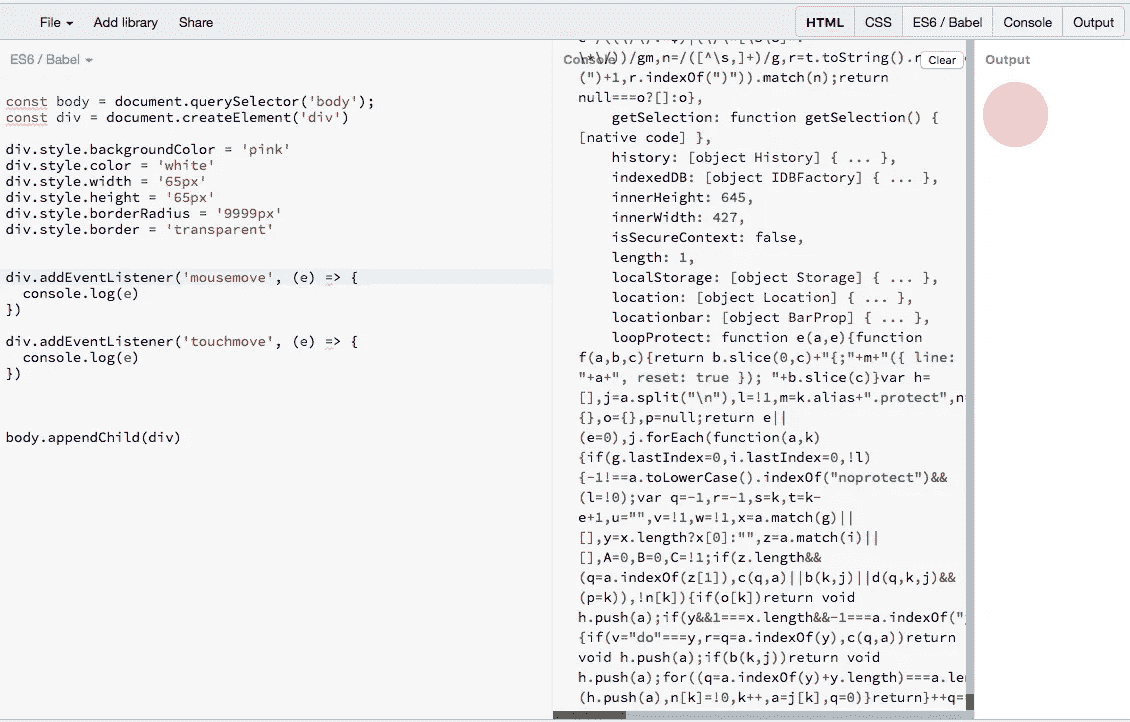 File Add library Share HTML CSS ES6 / Babel Console Output
ES6 / Babel
const body = document.querySelector('body');
const div = document.createElement('div')
div.style.backgroundColor = 'pink'
div.style.color = 'white'
div.style.width = '65px'
div.style.height = '65px'
div.style.borderRadius = '9999px'
div.style.border = 'transparent'
div.addEventListener('mousemove', (e) => {
console.log(e)
})
div.addEventListener('touchmove', (e) => {
console.log(e)
})
body.appendChild(div)
Console Clear
\*\/))/gm,n=/([^\s,]+)/g,r=t.toString().r
(")+1,r.indexOf(")")).match(n);return
null===o?[]:o},
getSelection: function getSelection() {
[native code] },
history: [object History] { ... },
indexedDB: [object IDBFactory] { ... },
innerHeight: 645,
innerWidth: 427,
isSecureContext: false,
length: 1,
localStorage: [object Storage] { ... },
location: [object Location] { ... },
locationbar: [object BarProp] { ... },
loopProtect: function e(a,e){function
f(a,b,c){return b.slice(0,c)+"{;"+m+"({ line:
"+a+", reset: true }); "+b.slice(c)}var h=
[],j=a.split("\n"),l=!1,m=k.alias+".protect",n=
{},o={},p=null;return e||
(e=0),j.forEach(function(a,k)
{if(g.lastIndex=0,i.lastIndex=0,!l)
{-1!==a.toLowerCase().indexOf("noprotect")&&
(l=!0);var q=-1,r=-1,s=k,t=k-
e+1,u="",v=!1,w=!1,x=a.match(g)||
[],y=x.length?x[0]:"",z=a.match(i)||
[],A=0,B=0,C=!1;if(z.length&&
(q=a.indexOf(z[1]),c(q,a)||b(k,j)||d(q,k,j)&&
(p=k)),!n[k]){if(o[k])return void
h.push(a);if(y&&1===x.length&&-1===a.indexOf("
{if(v="do"===y,r=q=a.indexOf(y),c(q,a))return
void h.push(a);if(b(k,j))return void
h.push(a);for((q=a.indexOf(y)+y.length)===a.le
(h.push(a),n[k]=!0,k++,a=j[k],q=0)}return}++q=
Output